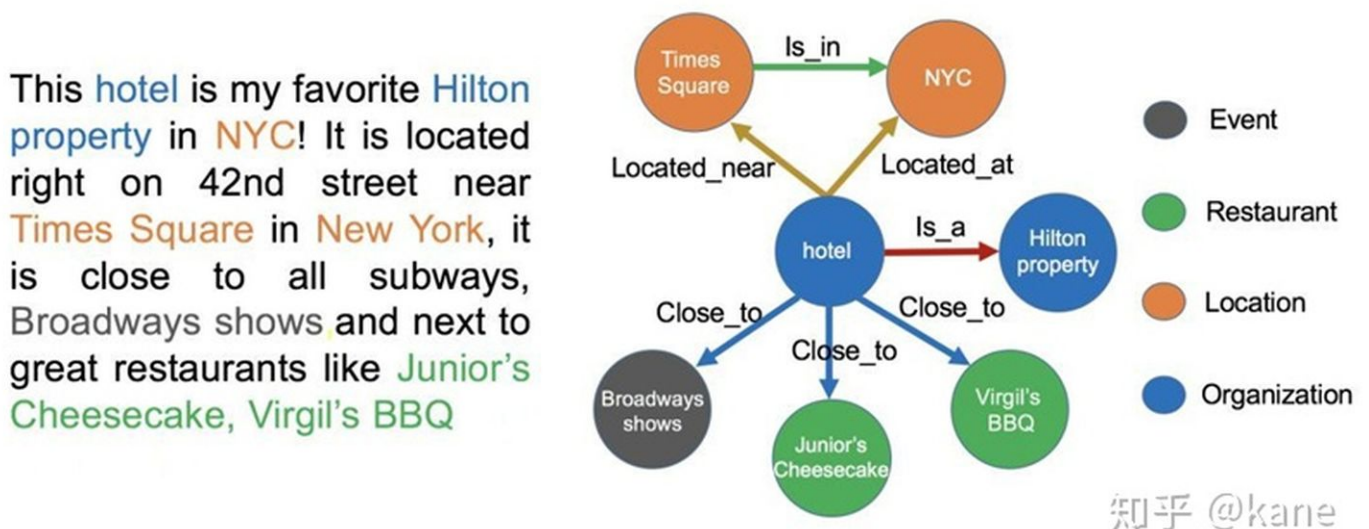 This hotel is my favorite Hilton
property in NYC! It is located
right on 42nd street near
Times Square in New York, it
is close to all subways,
Broadways shows,and next to
great restaurants like Junior's
Cheesecake, Virgil's BBQ
Times
Square
Is_in
NYC
Located_near
Located_at
hotel
Is_a
Hilton
property
Close_to
Close_to
Close_to
Broadways
shows
Junior's
Cheesecake
Virgil's
BBQ
Event
Restaurant
Location
Organization
知乎 @kane